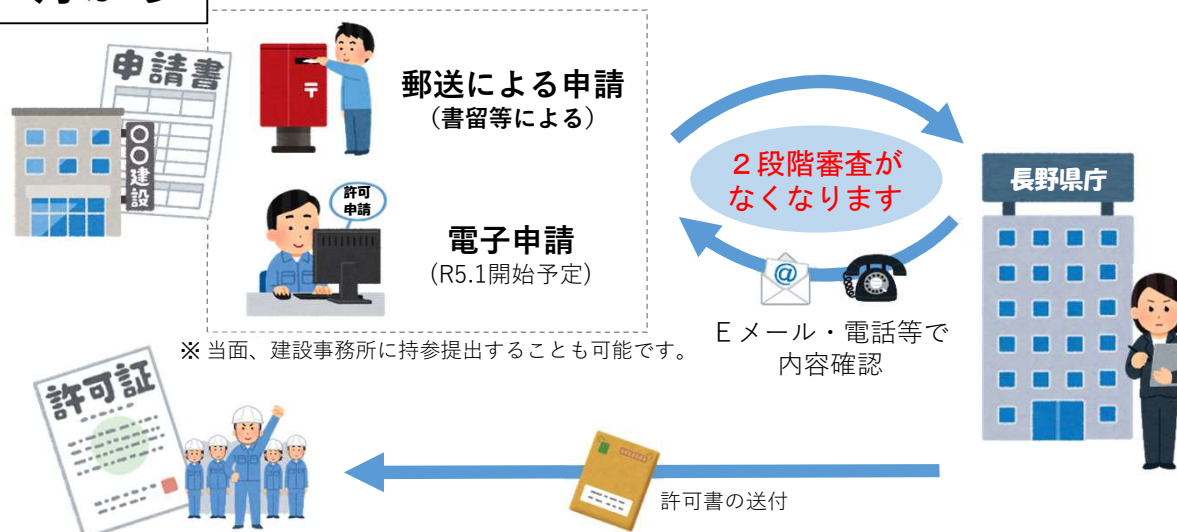 申請書
〇〇建設
郵送による申請
(書留等による)
許可
申請
電子申請
(R5.1開始予定)
※ 当面、建設事務所に持参提出することも可能です。
２段階審査が
なくなります
@
Ｅメール・電話等で
内容確認
長野県庁
許可証
許可書の送付